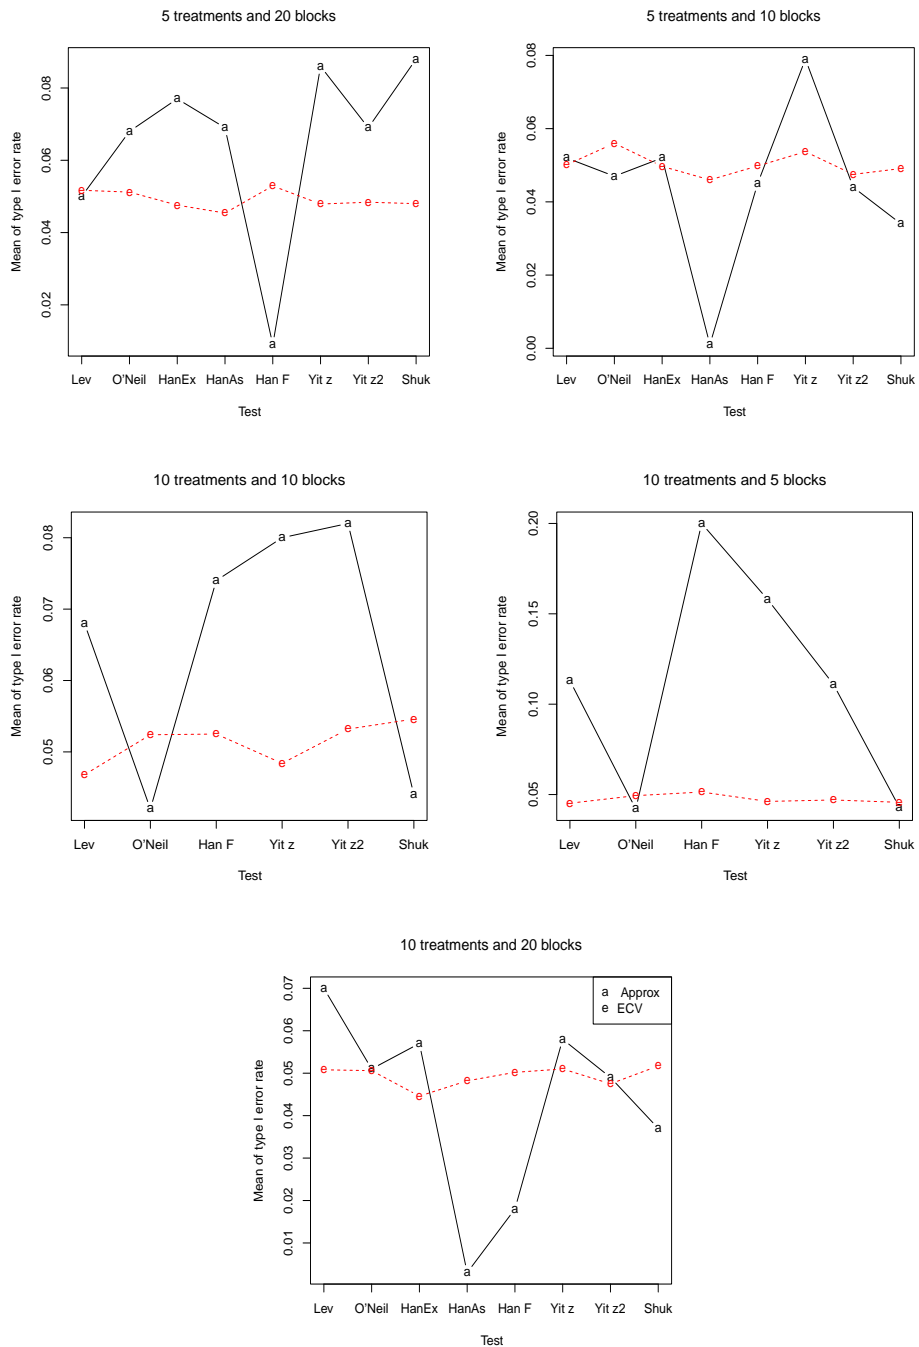 5 treatments and 20 blocks
Mean of type I error rate
0.02 0.04 0.06 0.08
a a a a a a a a
e e e e e e e e
Lev O'Neil HanEx HanAs Han F Yit z Yit z2 Shuk
Test
5 treatments and 10 blocks
Mean of type I error rate
0.00 0.02 0.04 0.06 0.08
a a a a a a a a
e e e e e e e e
Lev O'Neil HanEx HanAs Han F Yit z Yit z2 Shuk
Test
10 treatments and 10 blocks
Mean of type I error rate
0.05 0.06 0.07 0.08
a a a a a a
e e e e e e
Lev O'Neil Han F Yit z Yit z2 Shuk
Test
10 treatments and 5 blocks
Mean of type I error rate
0.05 0.10 0.15 0.20
a a a a a a
e e e e e e
Lev O'Neil Han F Yit z Yit z2 Shuk
Test
10 treatments and 20 blocks
Mean of type I error rate
0.01 0.02 0.03 0.04 0.05 0.06 0.07
a a a a a a a a
e e e e e e e e
a Approx
e ECV
Lev O'Neil HanEx HanAs Han F Yit z Yit z2 Shuk
Test